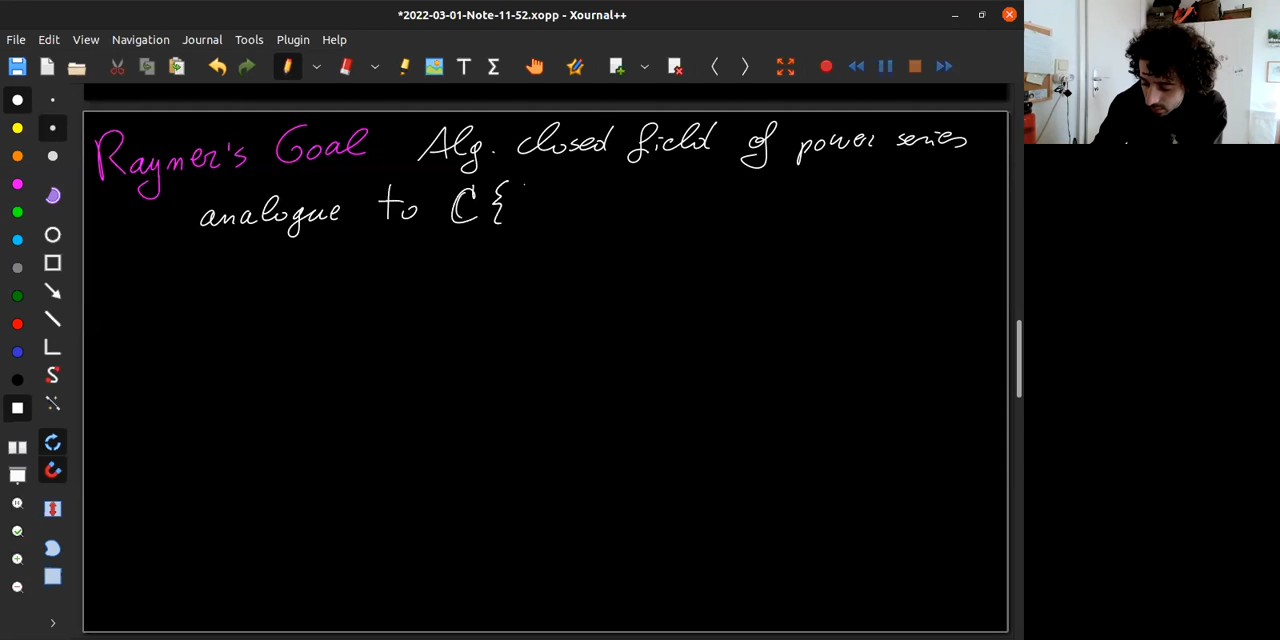 *2022-03-01-Note-11-52.xopp - Xournal++
File Edit View Navigation Journal Tools Plugin Help
Rayner's Goal Alg. closed field of power series
analogue to ℂ{